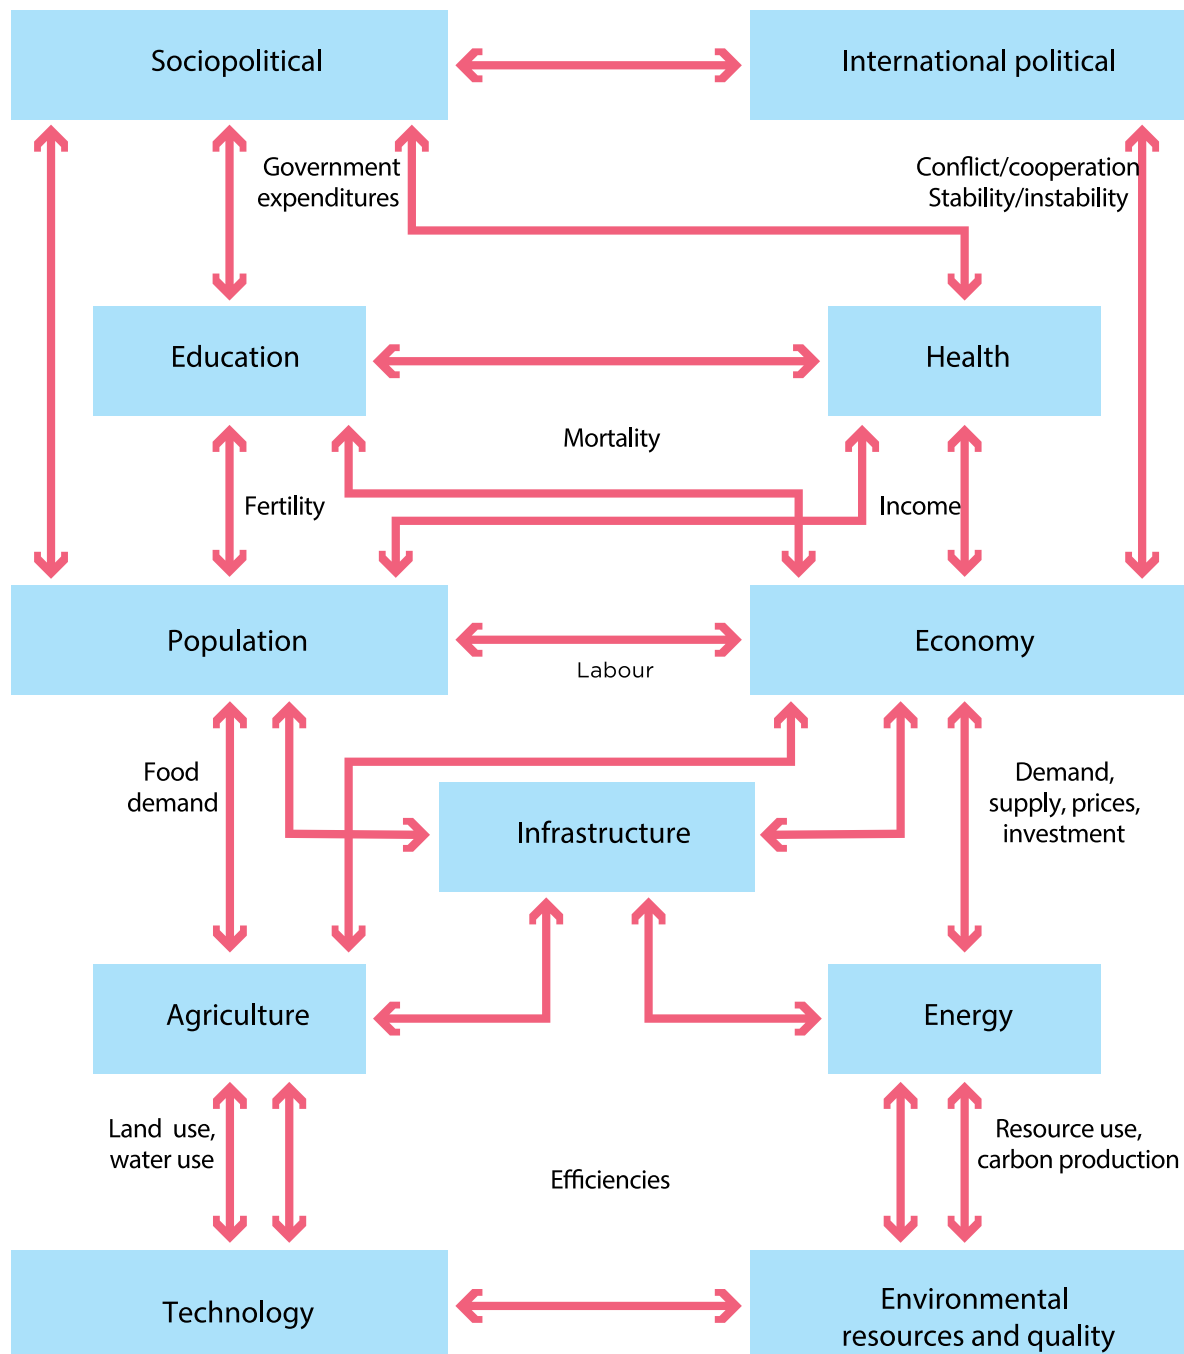 Sociopolitical
International political
Government
expenditures
Conflict/cooperation
Stability/instability
Education
Health
Mortality
Fertility
Income
Population
Economy
Labour
Food
demand
Demand,
supply, prices,
investment
Infrastructure
Agriculture
Energy
Land use,
water use
Resource use,
carbon production
Efficiencies
Technology
Environmental
resources and quality